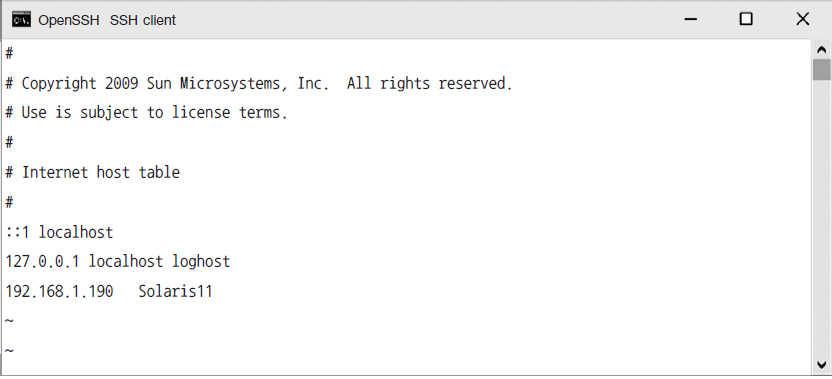 OpenSSH SSH client
#
# Copyright 2009 Sun Microsystems, Inc.  All rights reserved.
# Use is subject to license terms.
#
# Internet host table
#
::1 localhost
127.0.0.1 localhost loghost
192.168.1.190   Solaris11
~
~